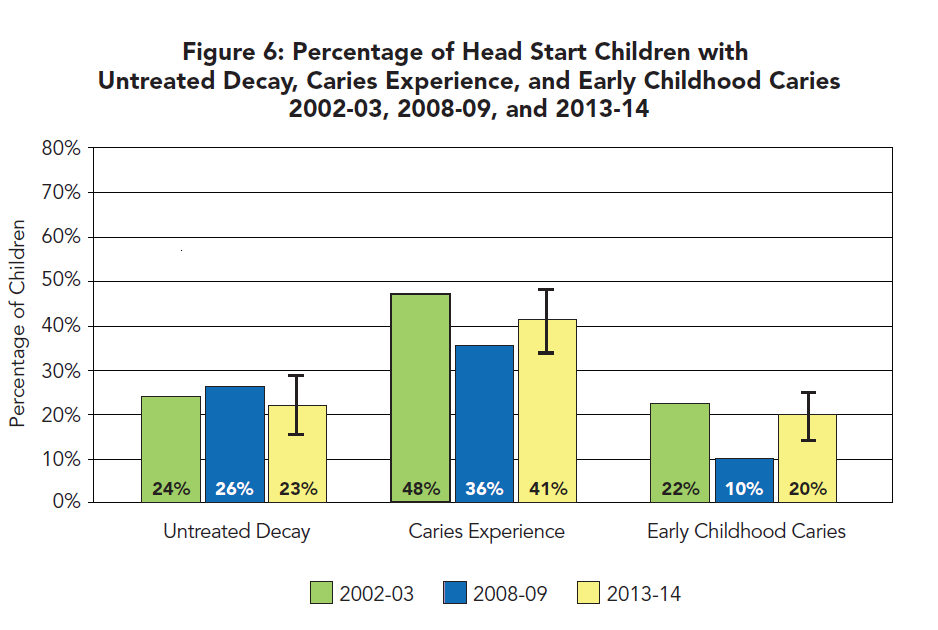 Figure 6: Percentage of Head Start Children with
Untreated Decay, Caries Experience, and Early Childhood Caries
2002-03, 2008-09, and 2013-14
Percentage of Children
80%
70%
60%
50%
40%
30%
20%
10%
0%
24% 26% 23% 48% 36% 41% 22% 10% 20%
Untreated Decay Caries Experience Early Childhood Caries
2002-03 2008-09 2013-14